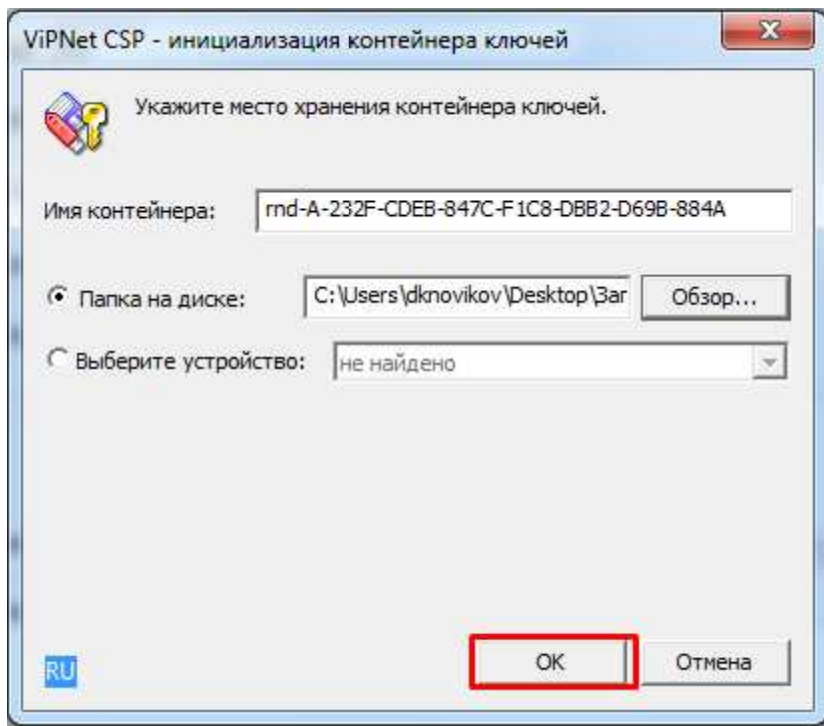 ViPNet CSP - инициализация контейнера ключей
Укажите место хранения контейнера ключей.
Имя контейнера: rnd-A-232F-CDEB-847C-F1C8-DBB2-D69B-884A
Папка на диске: C:\Users\dknovikov\Desktop\Заг Обзор...
Выберите устройство: не найдено
RU OK Отмена